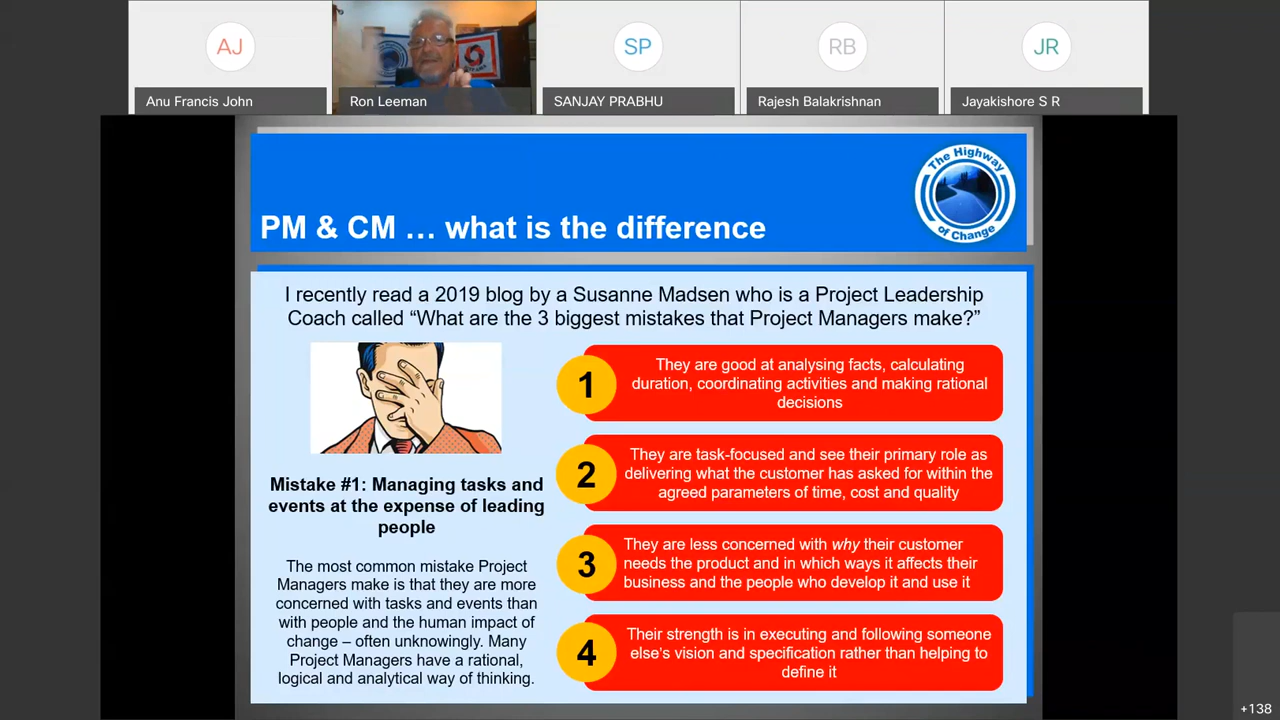 AJ
SP
RB
JR
Anu Francis John
Ron Leeman
SANJAY PRABHU
Rajesh Balakrishnan
Jayakishore S R
The Highway
of Change
PM & CM … what is the difference
I recently read a 2019 blog by a Susanne Madsen who is a Project Leadership
Coach called “What are the 3 biggest mistakes that Project Managers make?”
Mistake #1: Managing tasks and
events at the expense of leading
people
The most common mistake Project
Managers make is that they are more
concerned with tasks and events than
with people and the human impact of
change – often unknowingly. Many
Project Managers have a rational,
logical and analytical way of thinking.
1
They are good at analysing facts, calculating
duration, coordinating activities and making rational
decisions
2
They are task-focused and see their primary role as
delivering what the customer has asked for within the
agreed parameters of time, cost and quality
3
They are less concerned with why their customer
needs the product and in which ways it affects their
business and the people who develop it and use it
4
Their strength is in executing and following someone
else's vision and specification rather than helping to
define it
+138